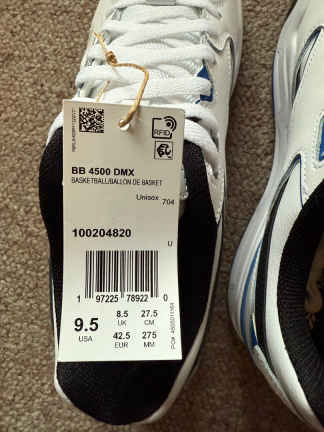 RFID
BB 4500 DMX
BASKETBALL/BALLON DE BASKET
Unisex 704
100204820
U
1 97225 78922 0
9.5
USA
8.5
UK
27.5
CM
42.5
EUR
275
MM